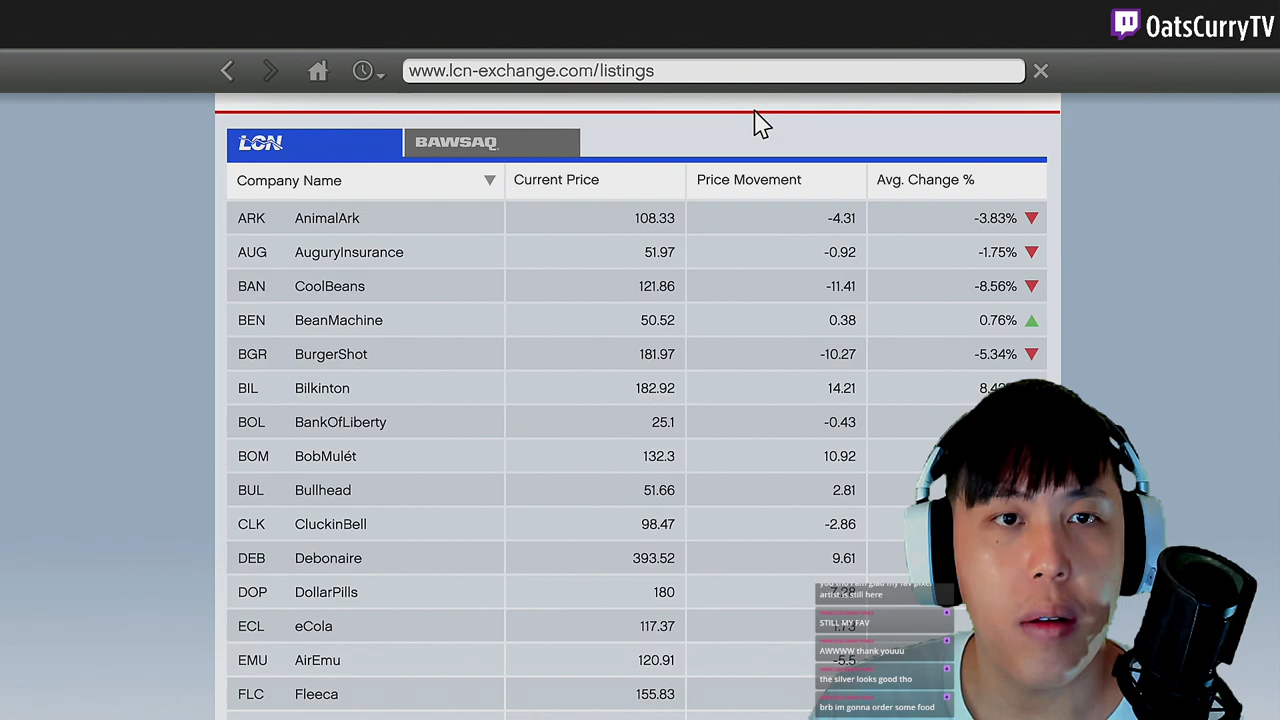 OatsCurryTV
www.lcn-exchange.com/listings
LCN BAWSAQ
Company Name Current Price Price Movement Avg. Change %
ARK AnimalArk 108.33 -4.31 -3.83%
AUG AuguryInsurance 51.97 -0.92 -1.75%
BAN CoolBeans 121.86 -11.41 -8.56%
BEN BeanMachine 50.52 0.38 0.76%
BGR BurgerShot 181.97 -10.27 -5.34%
BIL Bilkinton 182.92 14.21
BOL BankOfLiberty 25.1 -0.43
BOM BobMulét 132.3 10.92
BUL Bullhead 51.66 2.81
CLK CluckinBell 98.47 -2.86
DEB Debonaire 393.52 9.61
DOP DollarPills 180
ECL eCola 117.37
EMU AirEmu 120.91 -5.5
FLC Fleeca 155.83
artist is still here
STILL MY FAV
AWWWW thank youuu
the silver looks good tho
brb im gonna order some food